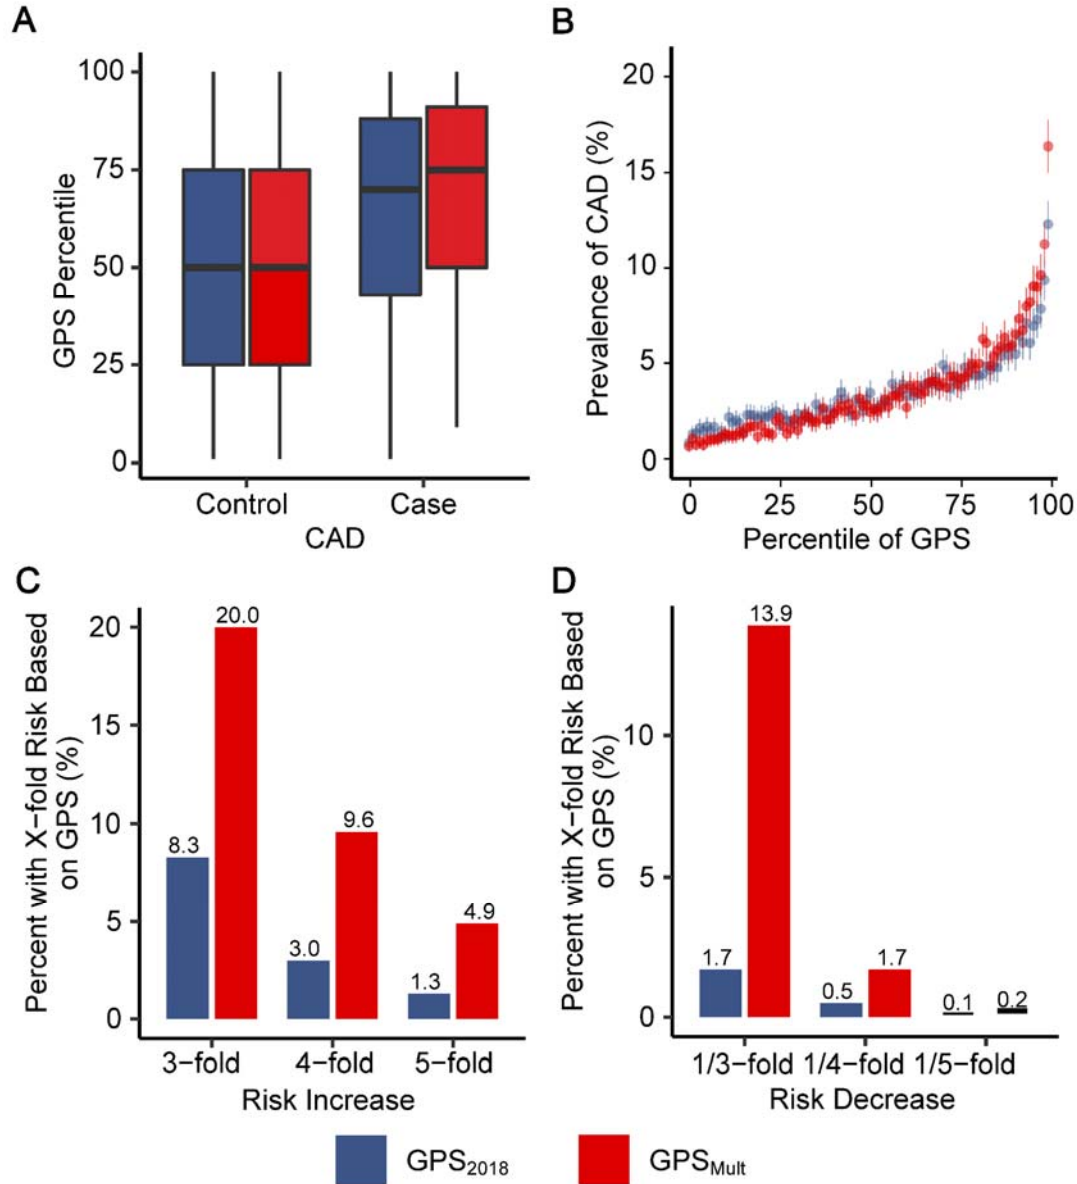 A
GPS Percentile
100
75
50
25
0
Control Case
CAD
B
Prevalence of CAD (%)
20
15
10
5
0
0 25 50 75 100
Percentile of GPS
C
Percent with X−fold Risk Based
on GPS (%)
20
15
10
5
0
8.3 20.0
3.0 9.6
1.3 4.9
3−fold 4−fold 5−fold
Risk Increase
D
Percent with X−fold Risk Based
on GPS (%)
10
5
0
1.7 13.9
0.5 1.7
0.1 0.2
1/3−fold 1/4−fold 1/5−fold
Risk Decrease
GPS2018 GPSMult